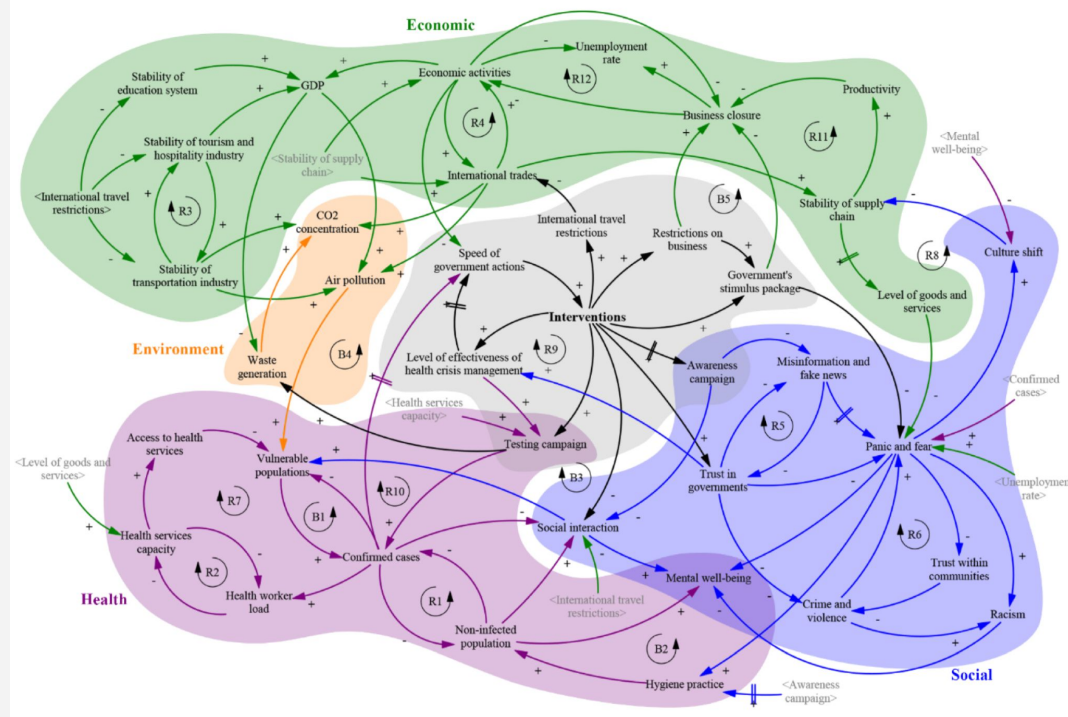 Economic
Stability of
education system
GDP
Economic activities
Unemployment
rate
R12
Business closure
Productivity
R11
R4
Stability of tourism and
hospitality industry
<Stability of supply
chain>
International trades
<Mental
well-being>
<International travel
restrictions>
R3
CO2
concentration
International travel
restrictions
Restrictions on
business
B5
Stability of supply
chain
R8
Culture shift
Stability of
transportation industry
Air pollution
Speed of
government actions
Government's
stimulus package
Level of goods and
services
Interventions
Environment
B4
Waste
generation
Level of effectiveness of
health crisis management
R9
Awareness
campaign
Misinformation and
fake news
<Health services
capacity>
<Confirmed
cases>
Access to health
services
Testing campaign
R5
Panic and fear
<Level of goods and
services>
Vulnerable
populations
Trust in
governments
<Unemployment
rate>
R7
B1
R10
B3
Health services
capacity
Confirmed cases
Social interaction
R6
R2
Mental well-being
Trust within
communities
Health
Health worker
load
R1
<International travel
restrictions>
Crime and
violence
Racism
Non-infected
population
B2
Social
Hygiene practice
<Awareness
campaign>